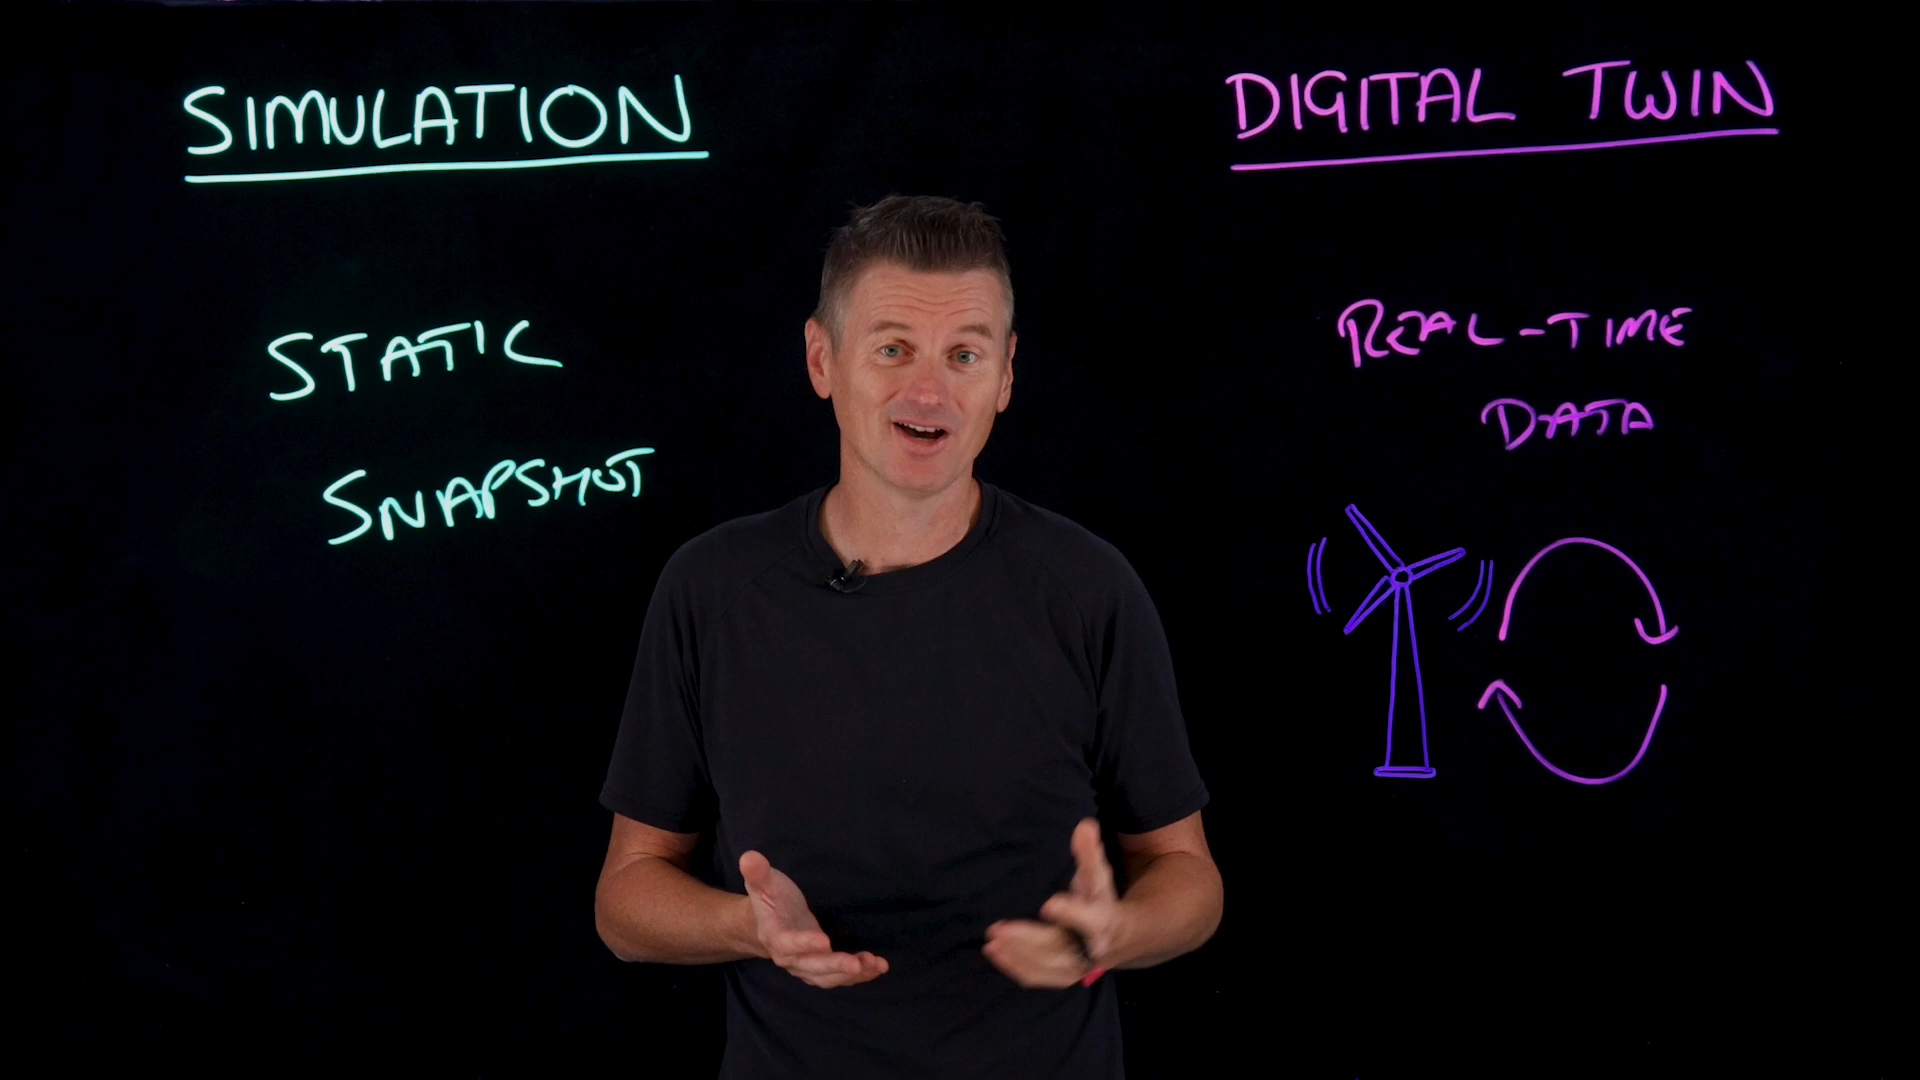 SIMULATION
STATIC
SNAPSHOT
DIGITAL TWIN
REAL-TIME
DATA